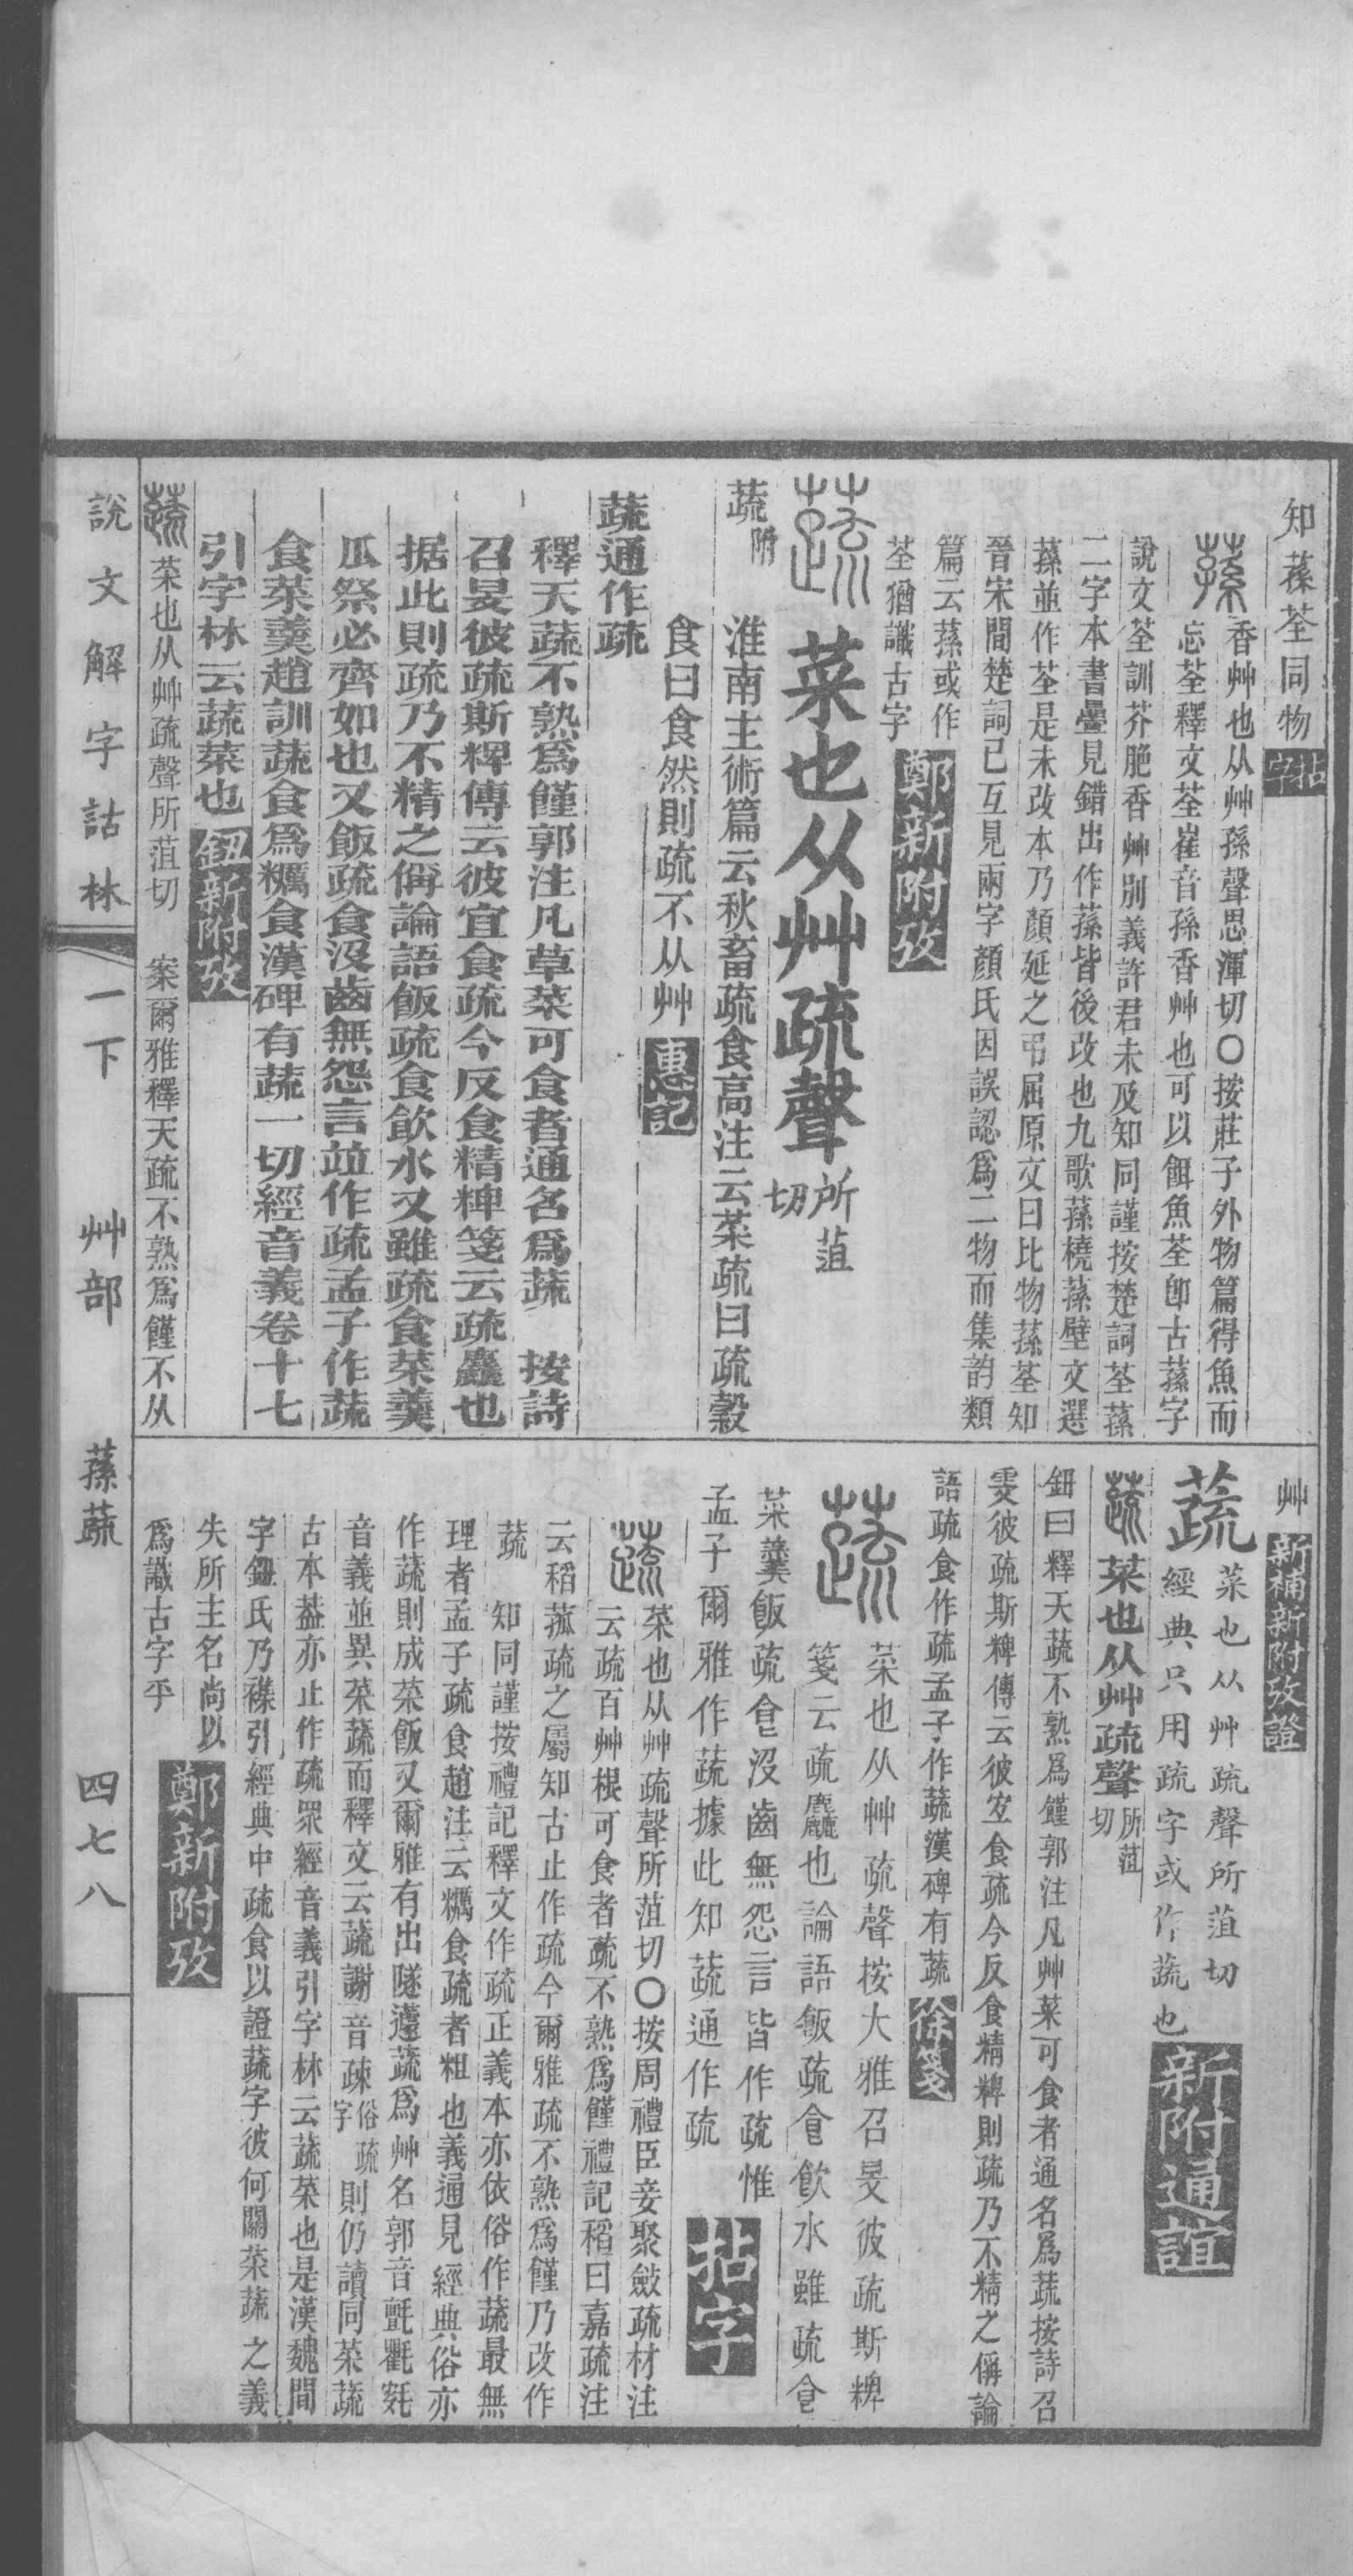 知蓀荃同物拈字
蓀
香艸也从艸孫聲思渾切〇按莊子外物篇得魚而
忘荃釋文荃崔音孫香艸也可以餌魚荃卽古蓀字
說文荃訓芥脃香艸別義許君未及知同謹按楚詞荃蓀
二字本書疊見錯出作蓀皆後改也九歌蓀橈蓀壁文選
蓀並作荃是未改本乃顏延之弔屈原文曰比物蓀荃知
晉宋間楚詞已互見兩字顏氏因誤認爲二物而集韵類
篇云蓀或作
荃猶識古字
鄭新附攷
蔬 菜也从艸疏聲所菹切
蔬附
淮南主術篇云秋畜疏食高注云菜疏曰疏穀
食曰食然則疏不从艸惠記
蔬通作疏
釋天蔬不熟爲饉郭注凡草菜可食者通名爲蔬 按詩
召旻彼疏斯粺傳云彼宜食疏今反食精粺箋云疏麤也
据此則疏乃不精之偁論語飯疏食飮水又雖疏食菜羹
瓜祭必齊如也又飯疏食沒齒無怨言竝作疏孟子作蔬
食菜羹趙訓蔬食爲糲食漢碑有蔬一切經音義卷十七
引字林云蔬菜也鈕新附攷
蔬菜也从艸疏聲所菹切 案爾雅釋天疏不熟爲饉不从
艸新補新附攷證
蔬
菜也从艸疏聲所菹切
經典只用疏字或作蔬也
新附通誼
蔬菜也从艸疏聲所菹切
鈕曰釋天蔬不熟爲饉郭注凡艸菜可食者通名爲蔬按詩召
旻彼疏斯粺傳云彼宐食疏今反食精粺則疏乃不精之偁論
語疏食作疏孟子作蔬漢碑有蔬徐箋
蔬
菜也从艸疏聲按大雅召旻彼疏斯粺
箋云疏麤也論語飯疏食飮水雖疏食
菜羹飯疏食沒齒無怨言皆作疏惟
孟子爾雅作蔬據此知蔬通作疏
拈字
蔬
菜也从艸疏聲所菹切〇按周禮臣妾聚斂疏材注
云疏百艸根可食者疏不熟爲饉禮記稻曰嘉疏注
云稻菰疏之屬知古止作疏今爾雅疏不熟爲饉乃改作
蔬 知同謹按禮記釋文作疏正義本亦依俗作蔬最無
理者孟子疏食趙注云糲食疏者粗也義通見經典俗亦
作蔬則成菜飯又爾雅有出隧蘧蔬爲艸名郭音氈氍毹
音義並異菜蔬而釋文云蔬謝音疎俗疏字則仍讀同菜蔬
古本葢亦止作疏眾經音義引字林云蔬菜也是漢魏間
字鈕氏乃襍引經典中疏食以證蔬字彼何關菜蔬之義
失所主名尚以
爲識古字乎
鄭新附攷
說文解字詁林
一下 艸部 蓀蔬 四七八